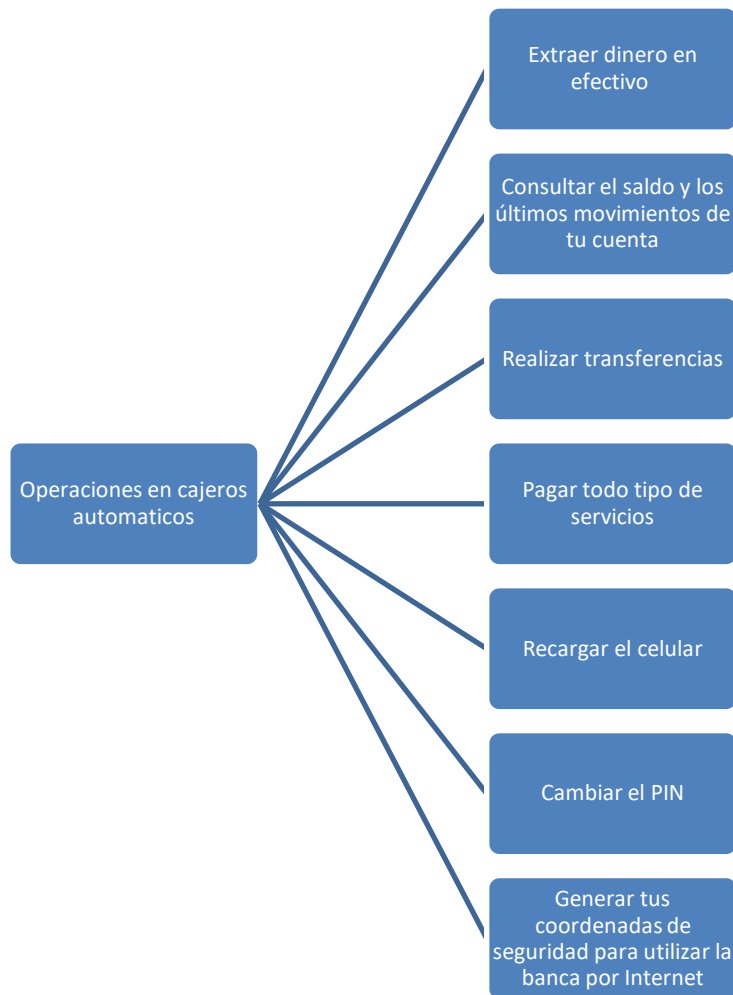 Extraer dinero en
efectivo
Consultar el saldo y los
últimos movimientos de
tu cuenta
Realizar transferencias
Operaciones en cajeros
automaticos
Pagar todo tipo de
servicios
Recargar el celular
Cambiar el PIN
Generar tus
coordenadas de
seguridad para utilizar la
banca por Internet